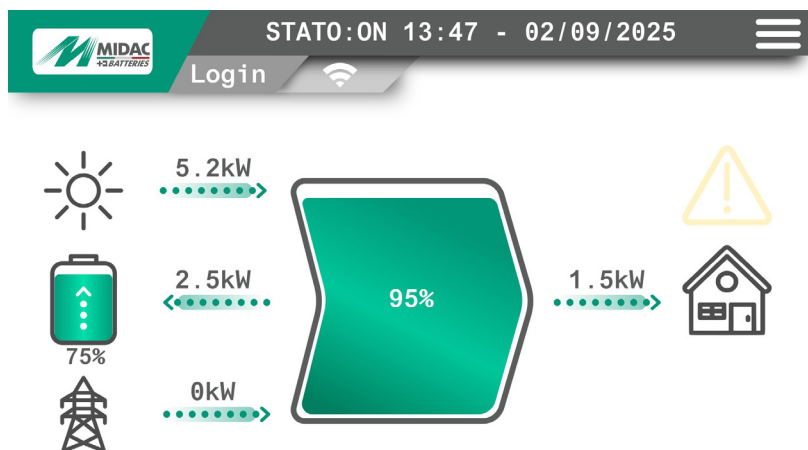 STATO:ON 13:47 - 02/09/2025
MIDAC
BATTERIES
Login
5.2kW
2.5kW
95%
1.5kW
75%
0kW